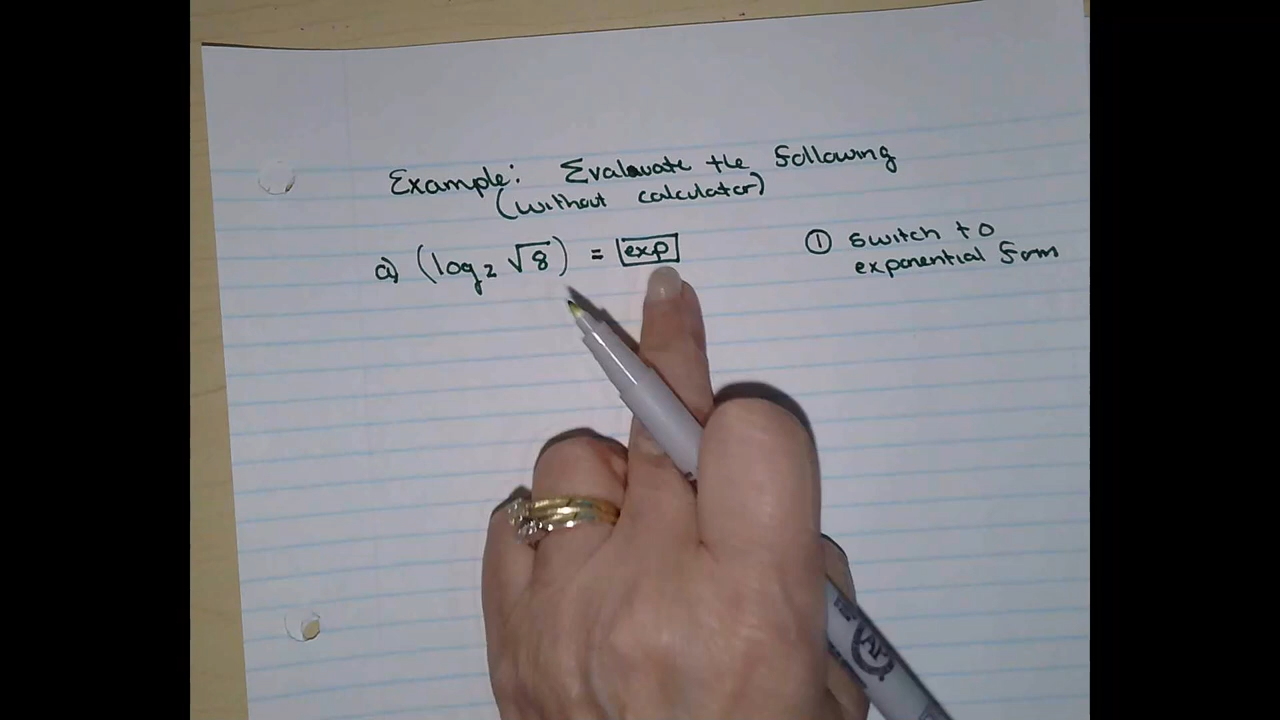 Example: Evaluate the following
(without calculator)
a) (log₂ √8) = exp
① switch to
exponential form